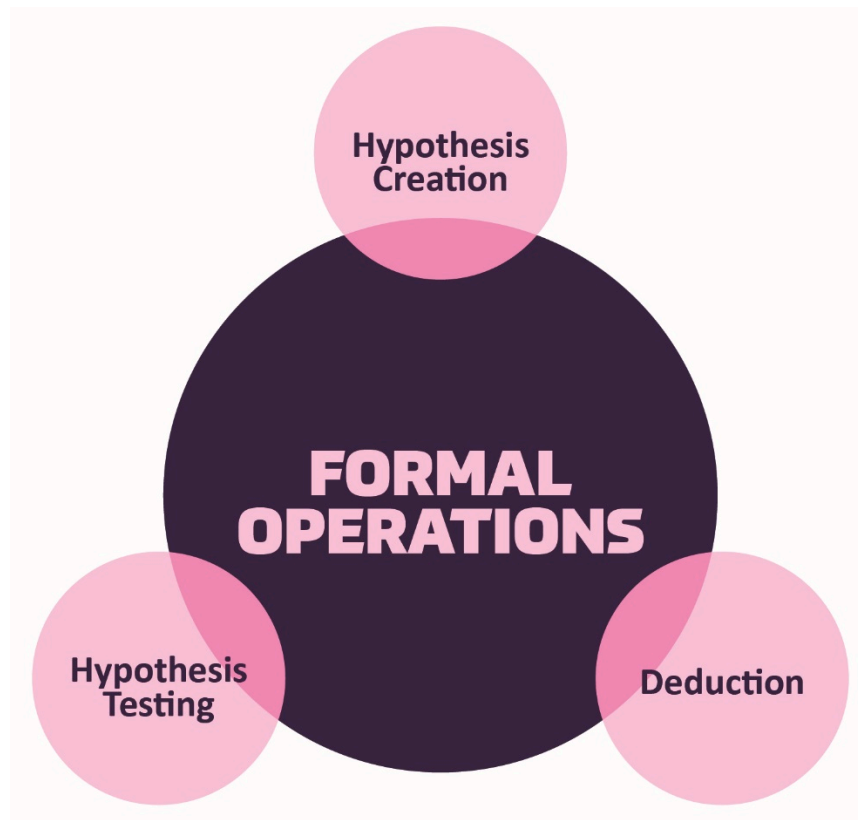 Hypothesis
Creation
FORMAL
OPERATIONS
Hypothesis
Testing
Deduction